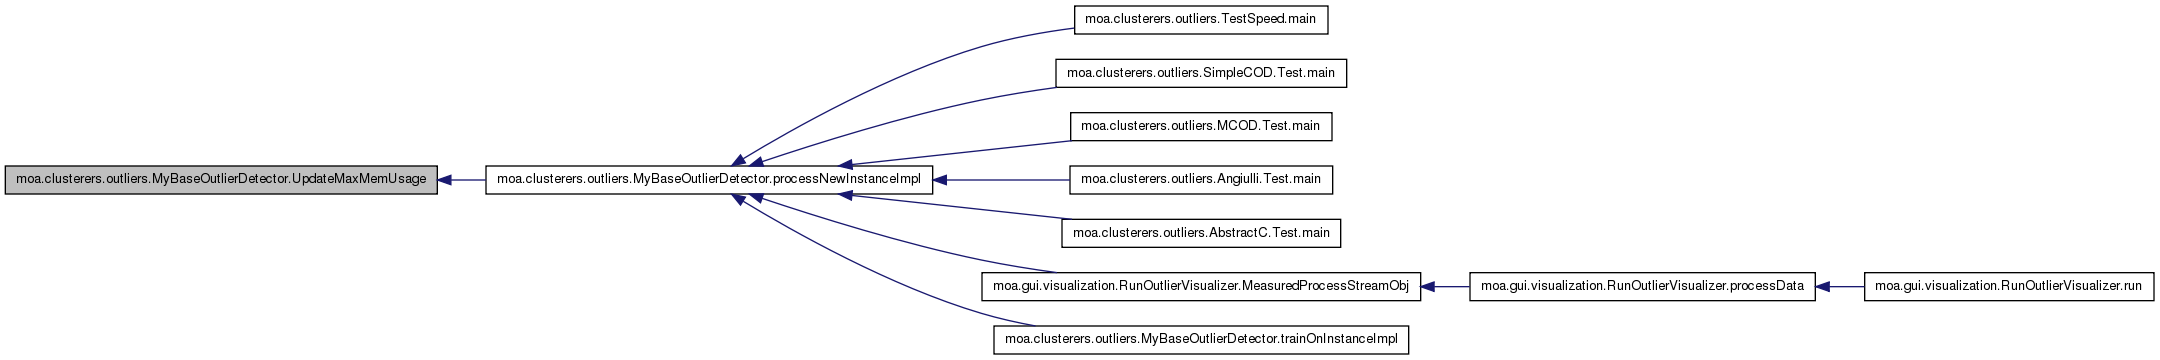 moa.clusterers.outliers.TestSpeed.main
moa.clusterers.outliers.SimpleCOD.Test.main
moa.clusterers.outliers.MCOD.Test.main
moa.clusterers.outliers.MyBaseOutlierDetector.UpdateMaxMemUsage
moa.clusterers.outliers.MyBaseOutlierDetector.processNewInstanceImpl
moa.clusterers.outliers.Angiulli.Test.main
moa.clusterers.outliers.AbstractC.Test.main
moa.gui.visualization.RunOutlierVisualizer.MeasuredProcessStreamObj
moa.gui.visualization.RunOutlierVisualizer.processData
moa.gui.visualization.RunOutlierVisualizer.run
moa.clusterers.outliers.MyBaseOutlierDetector.trainOnInstanceImpl